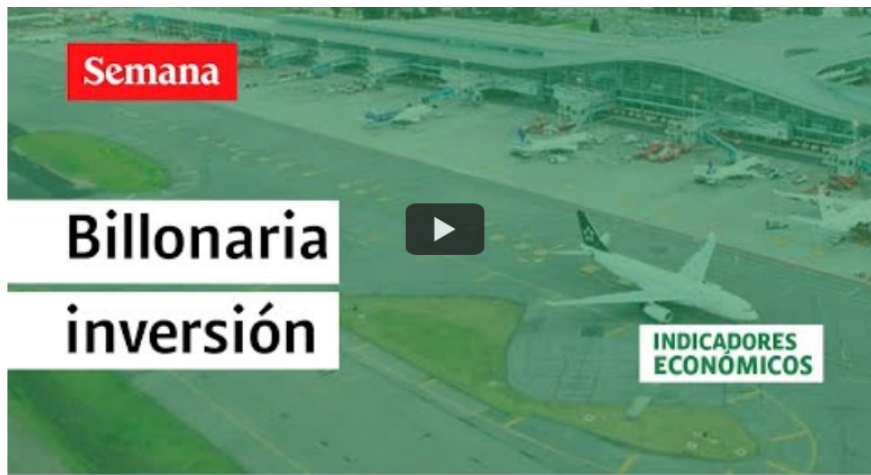 Semana
Billonaria
inversión
INDICADORES
ECONÓMICOS